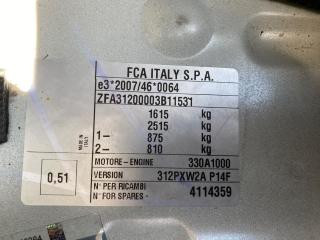 FCA ITALY S.P.A.
e3*2007/46*0064
ZFA31200003B11531
1615 kg
2515 kg
1- 875 kg
2- 810 kg
MADE IN ITALY
MOTORE-ENGINE 330A1000
0,51
VERSION 312PXW2A P14F
N° PER RICAMBI
N° FOR SPARES- 4114359